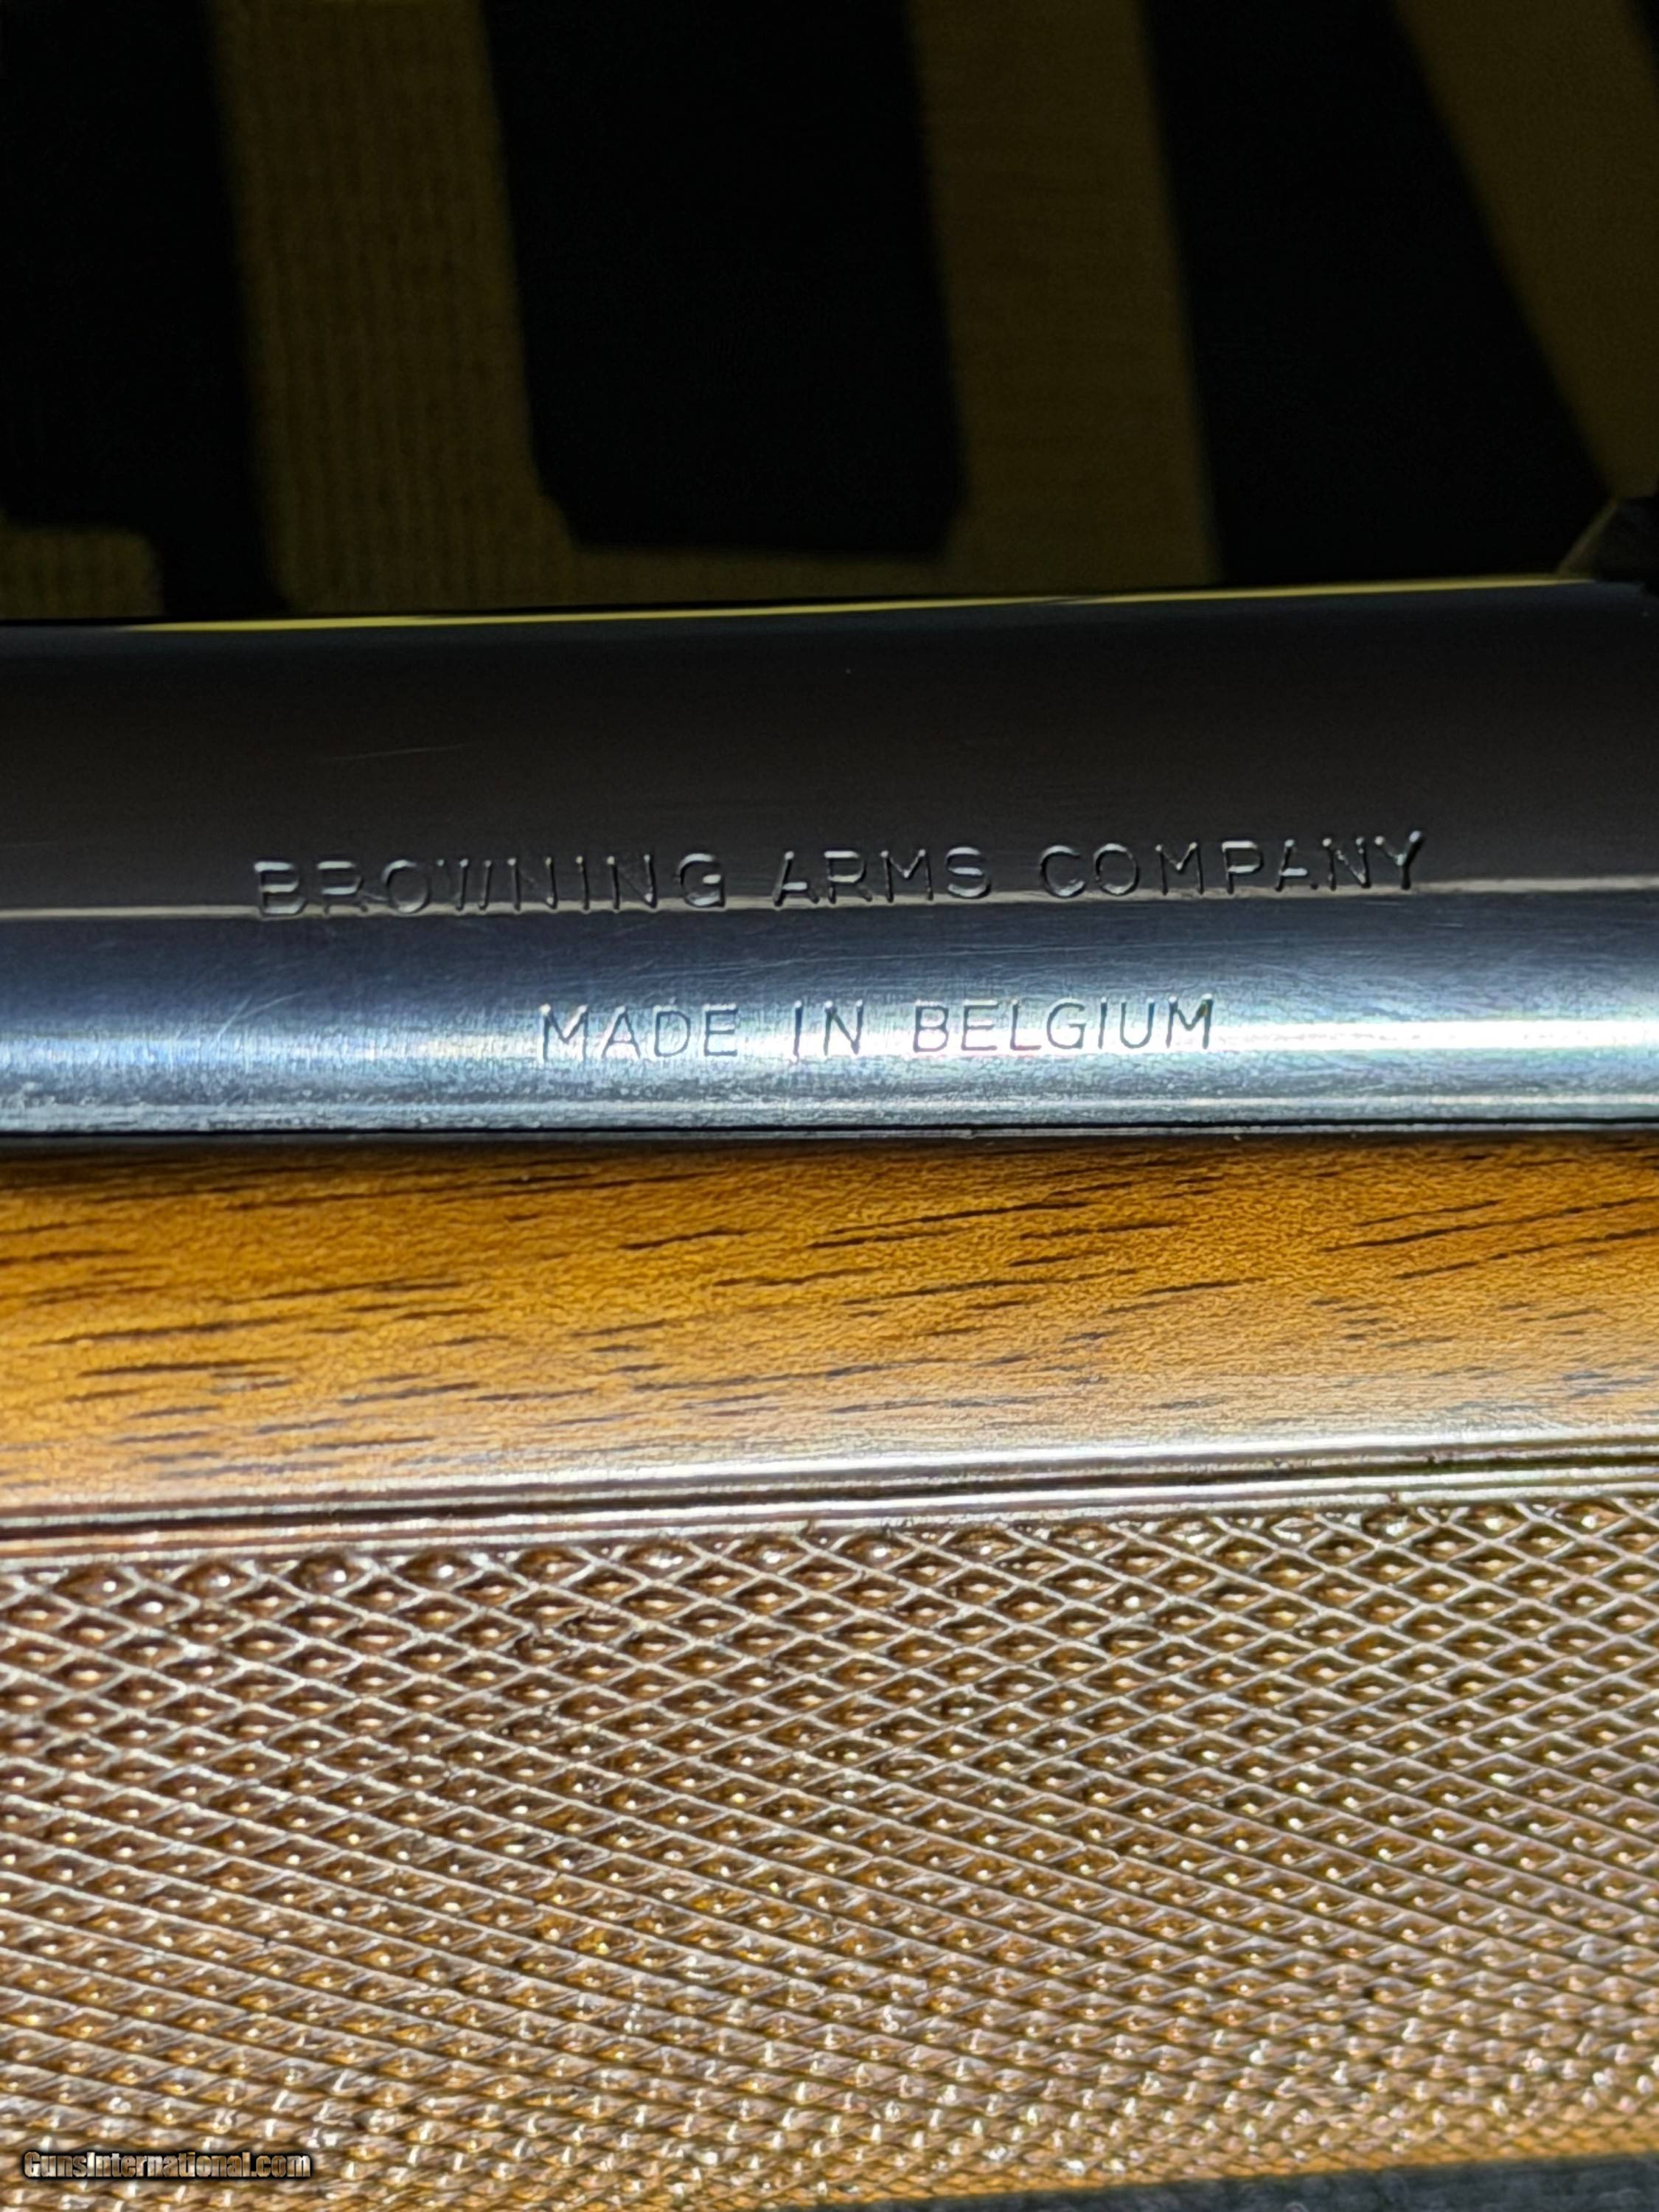 BROWNING ARMS COMPANY
MADE IN BELGIUM
GunsInternational.com